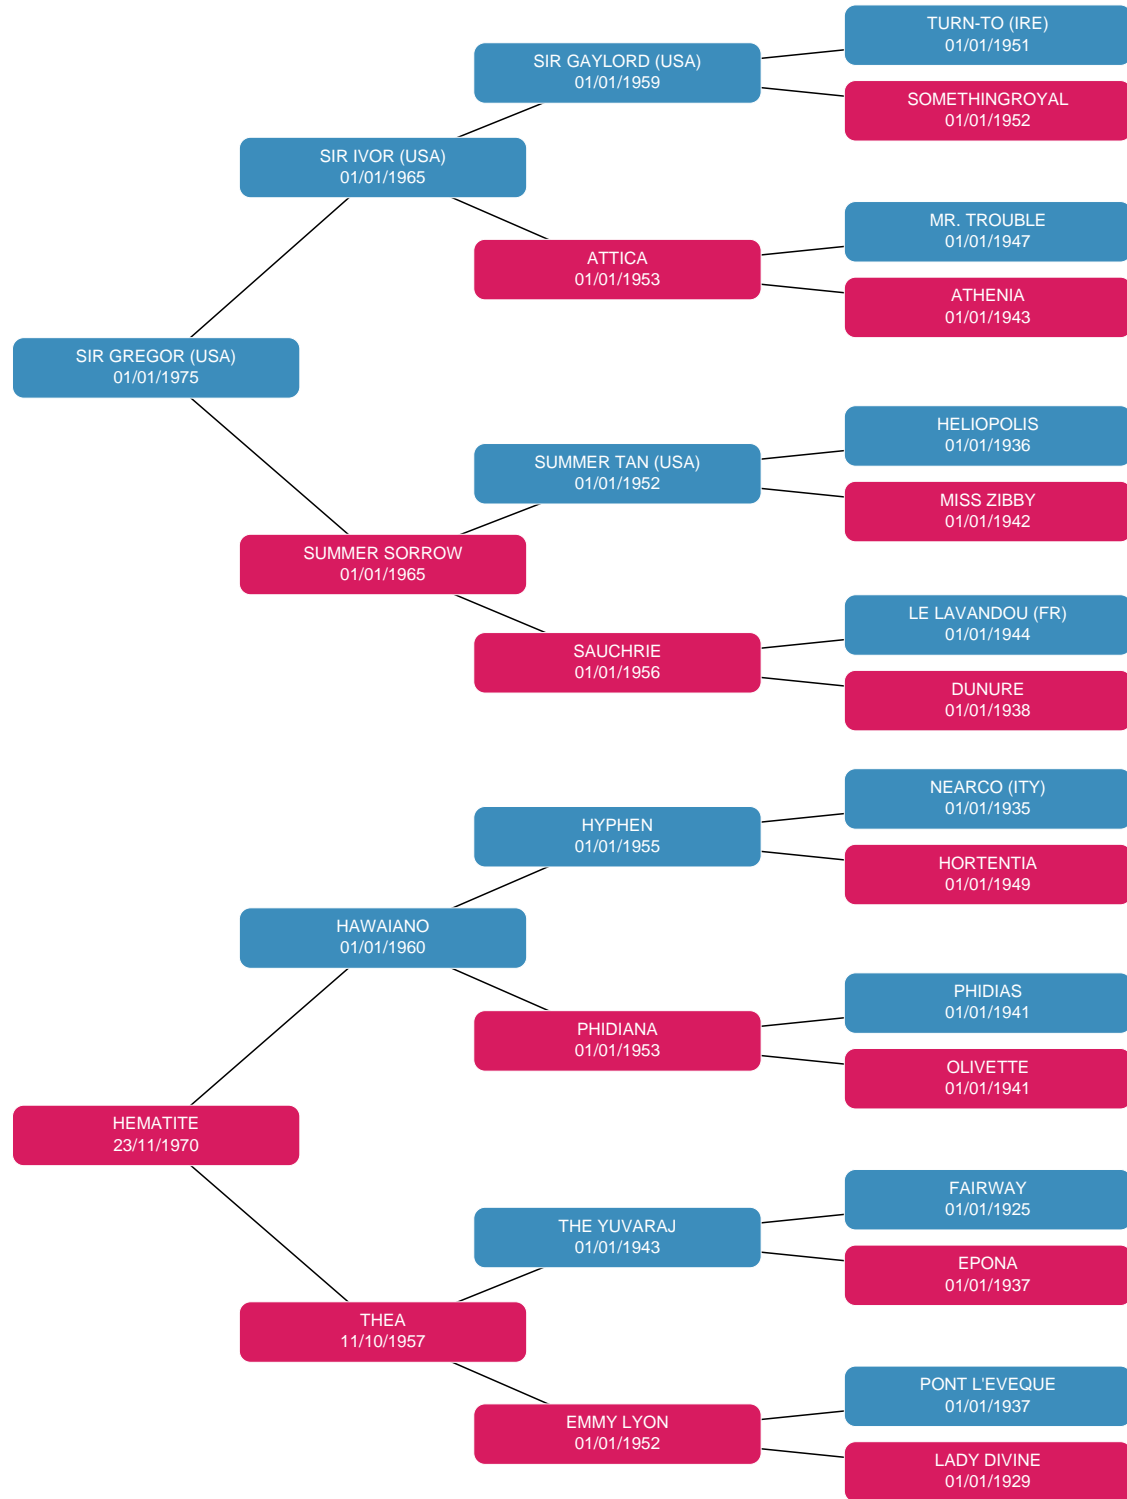 TURN-TO (IRE)
01/01/1951
SIR GAYLORD (USA)
01/01/1959
SOMETHINGROYAL
01/01/1952
SIR IVOR (USA)
01/01/1965
MR. TROUBLE
01/01/1947
ATTICA
01/01/1953
ATHENIA
01/01/1943
SIR GREGOR (USA)
01/01/1975
HELIOPOLIS
01/01/1936
SUMMER TAN (USA)
01/01/1952
MISS ZIBBY
01/01/1942
SUMMER SORROW
01/01/1965
LE LAVANDOU (FR)
01/01/1944
SAUCHRIE
01/01/1956
DUNURE
01/01/1938
NEARCO (ITY)
01/01/1935
HYPHEN
01/01/1955
HORTENTIA
01/01/1949
HAWAIANO
01/01/1960
PHIDIAS
01/01/1941
PHIDIANA
01/01/1953
OLIVETTE
01/01/1941
HEMATITE
23/11/1970
FAIRWAY
01/01/1925
THE YUVARAJ
01/01/1943
EPONA
01/01/1937
THEA
11/10/1957
PONT L'EVEQUE
01/01/1937
EMMY LYON
01/01/1952
LADY DIVINE
01/01/1929